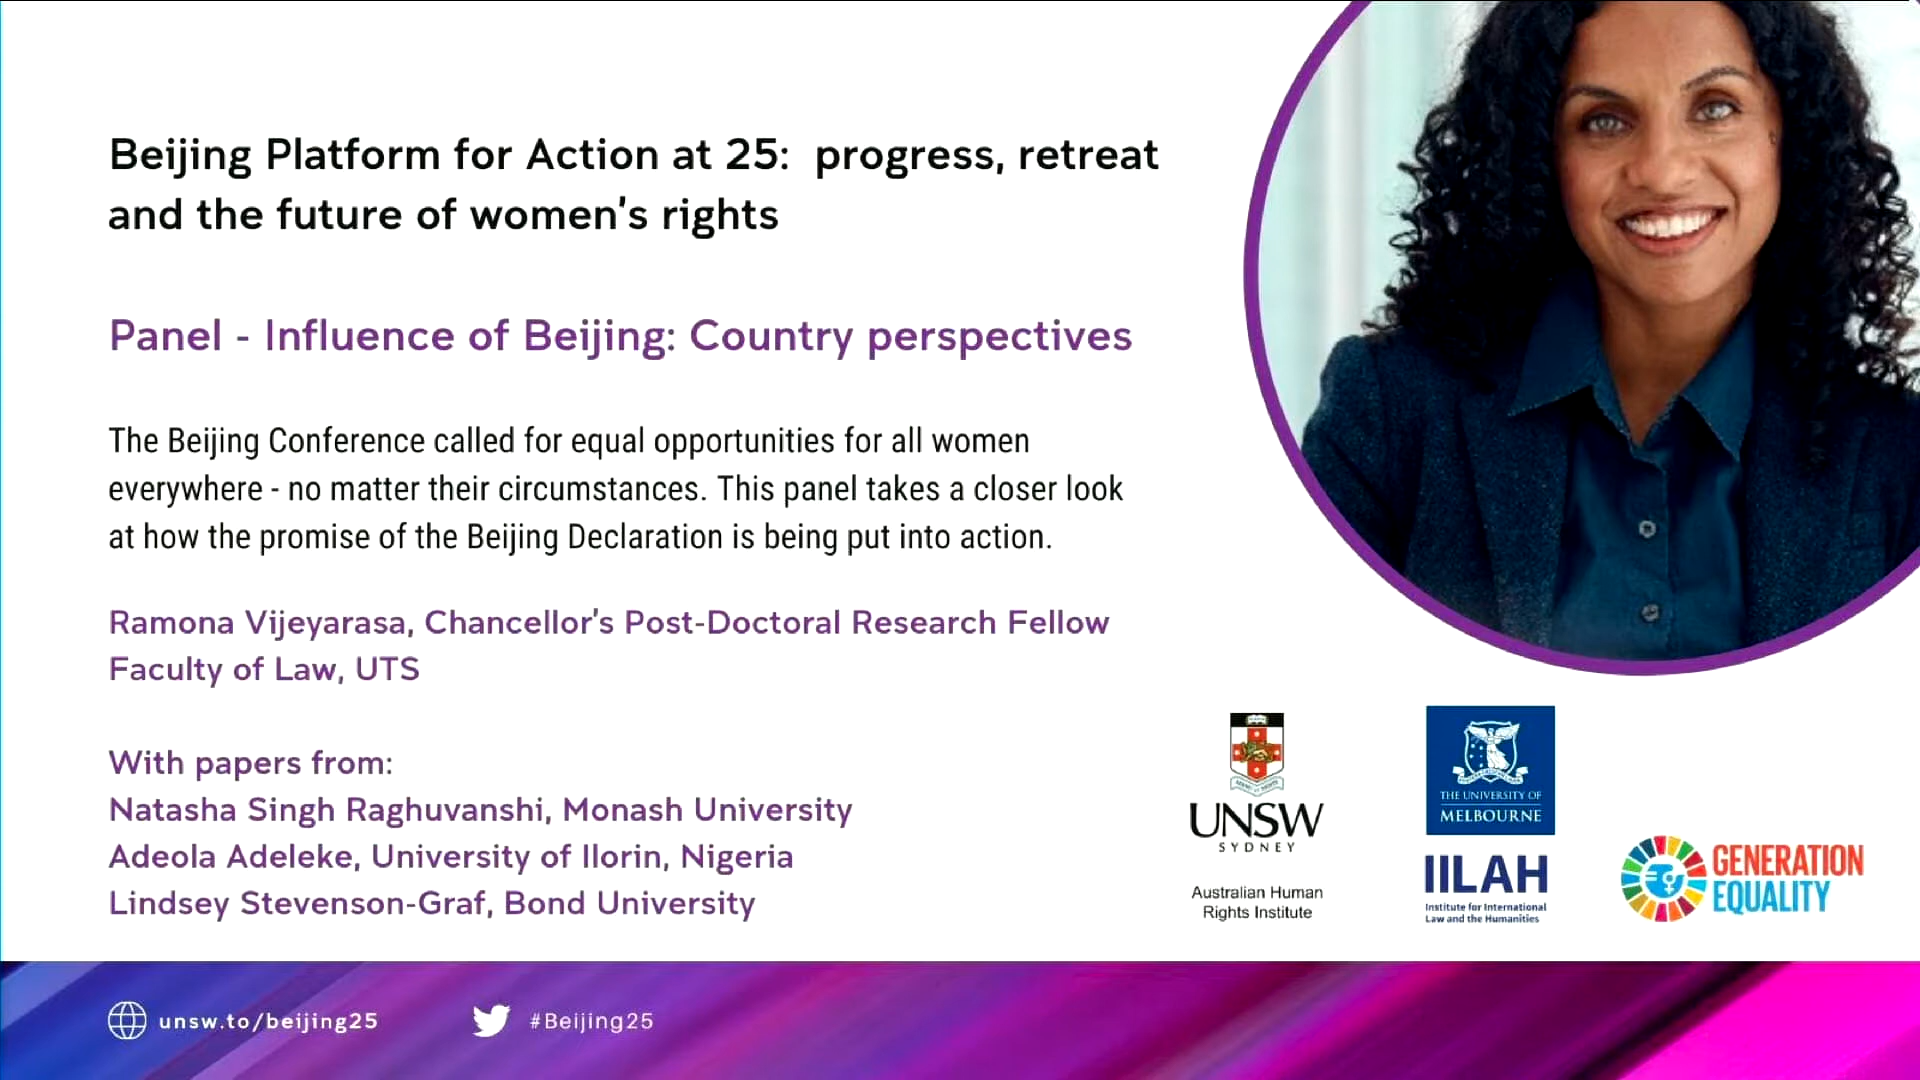 Beijing Platform for Action at 25: progress, retreat
and the future of women's rights
Panel - Influence of Beijing: Country perspectives
The Beijing Conference called for equal opportunities for all women
everywhere - no matter their circumstances. This panel takes a closer look
at how the promise of the Beijing Declaration is being put into action.
Ramona Vijeyarasa, Chancellor's Post-Doctoral Research Fellow
Faculty of Law, UTS
With papers from:
Natasha Singh Raghuvanshi, Monash University
Adeola Adeleke, University of Ilorin, Nigeria
Lindsey Stevenson-Graf, Bond University
UNSW
SYDNEY
Australian Human
Rights Institute
THE UNIVERSITY OF
MELBOURNE
IILAH
Institute for International
Law and the Humanities
GENERATION
EQUALITY
unsw.to/beijing25
#Beijing25